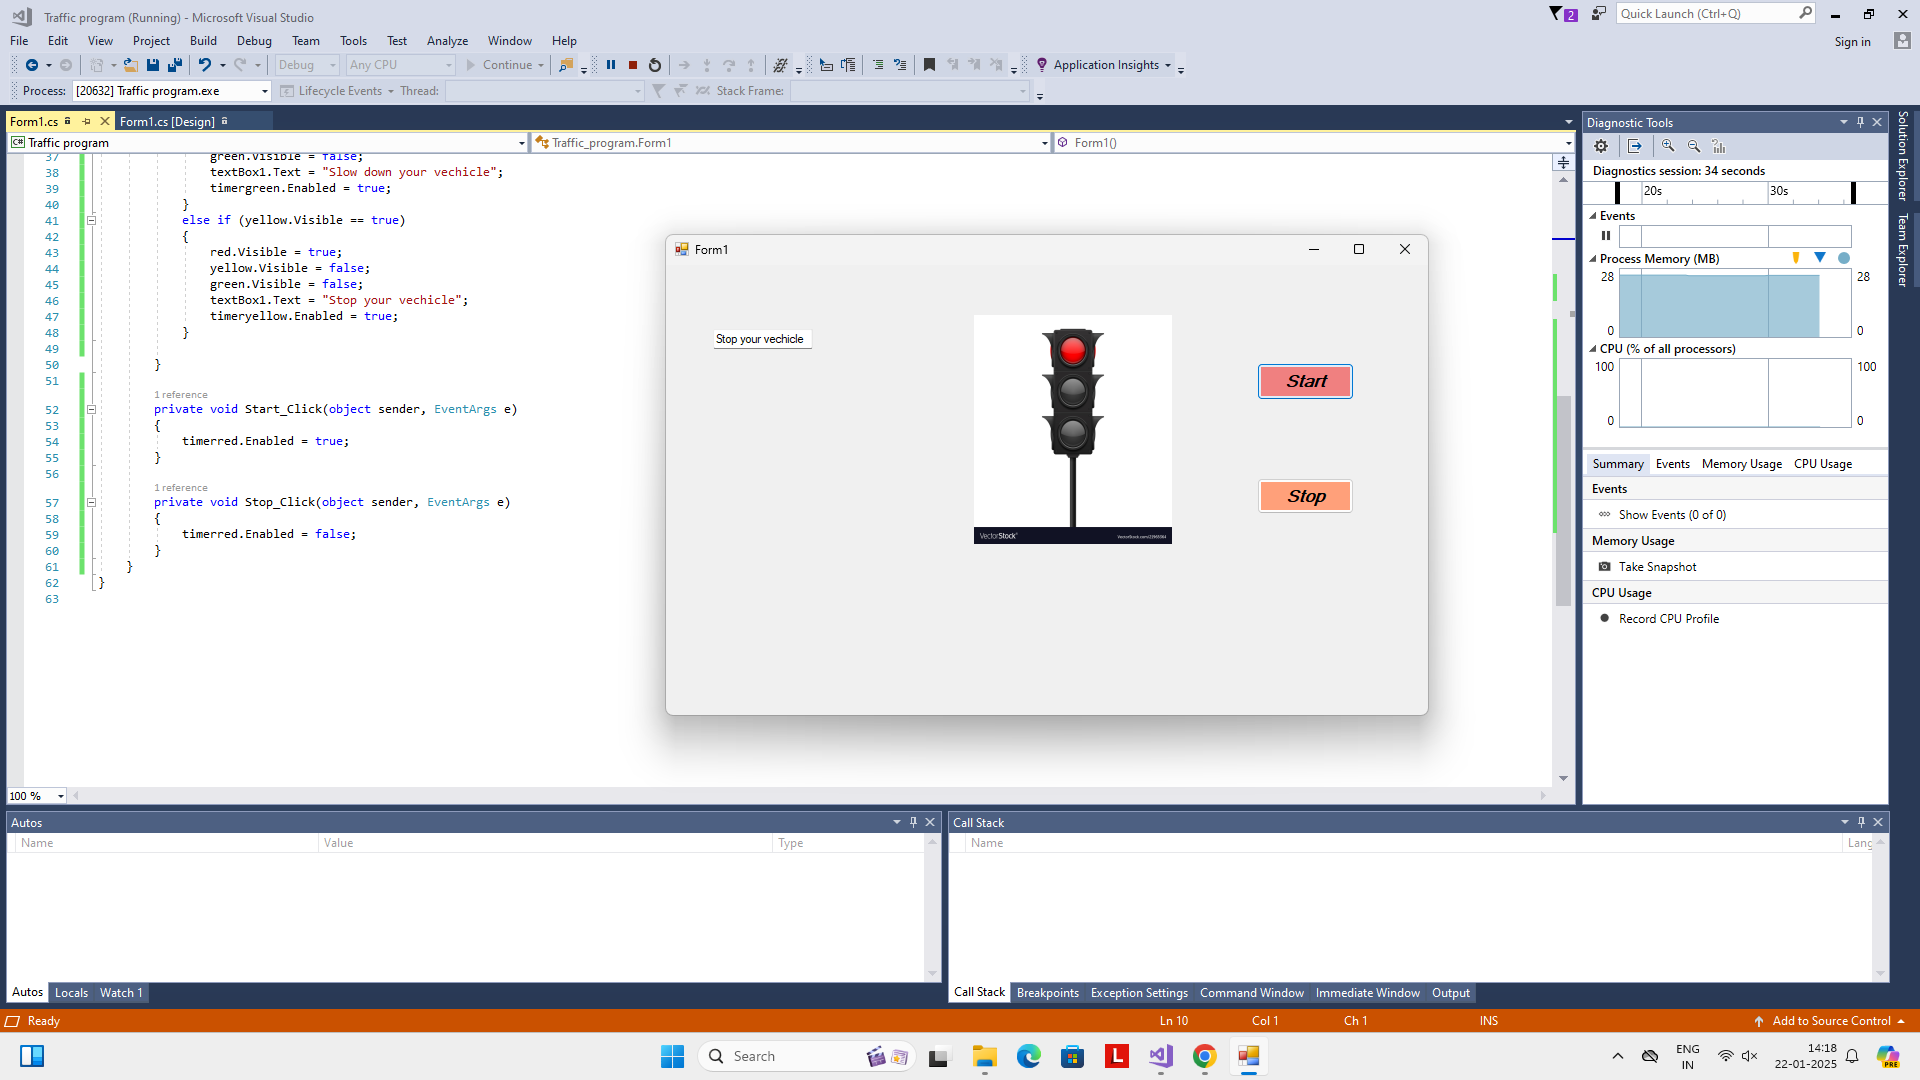 Traffic program (Running) - Microsoft Visual Studio
2
Quick Launch (Ctrl+Q)
File Edit View Project Build Debug Team Tools Test Analyze Window Help
Sign in
Debug Any CPU Continue Application Insights
Process: [20632] Traffic program.exe Lifecycle Events Thread: Stack Frame:
Form1.cs Form1.cs [Design]
C# Traffic program Traffic_program.Form1 Form1()
37 green.Visible = false;
38 textBox1.Text = "Slow down your vechicle";
39 timergreen.Enabled = true;
40 }
41 else if (yellow.Visible == true)
42 {
43 red.Visible = true;
44 yellow.Visible = false;
45 green.Visible = false;
46 textBox1.Text = "Stop your vechicle";
47 timeryellow.Enabled = true;
48 }
49
50 }
51
1 reference
52 private void Start_Click(object sender, EventArgs e)
53 {
54 timerred.Enabled = true;
55 }
56
1 reference
57 private void Stop_Click(object sender, EventArgs e)
58 {
59 timerred.Enabled = false;
60 }
61 }
62 }
63
100 %
Form1
Stop your vechicle
Start
Stop
VectorStock®
Diagnostic Tools
Diagnostics session: 34 seconds
20s 30s
Events
Process Memory (MB)
28 28
0 0
CPU (% of all processors)
100 100
0 0
Summary Events Memory Usage CPU Usage
Events
Show Events (0 of 0)
Memory Usage
Take Snapshot
CPU Usage
Record CPU Profile
Solution Explorer
Team Explorer
Autos
Name Value Type
Autos Locals Watch 1
Call Stack
Name Lang
Call Stack Breakpoints Exception Settings Command Window Immediate Window Output
Ready
Ln 10 Col 1 Ch 1 INS
Add to Source Control
Search
L
ENG
IN
14:18
22-01-2025
PRE